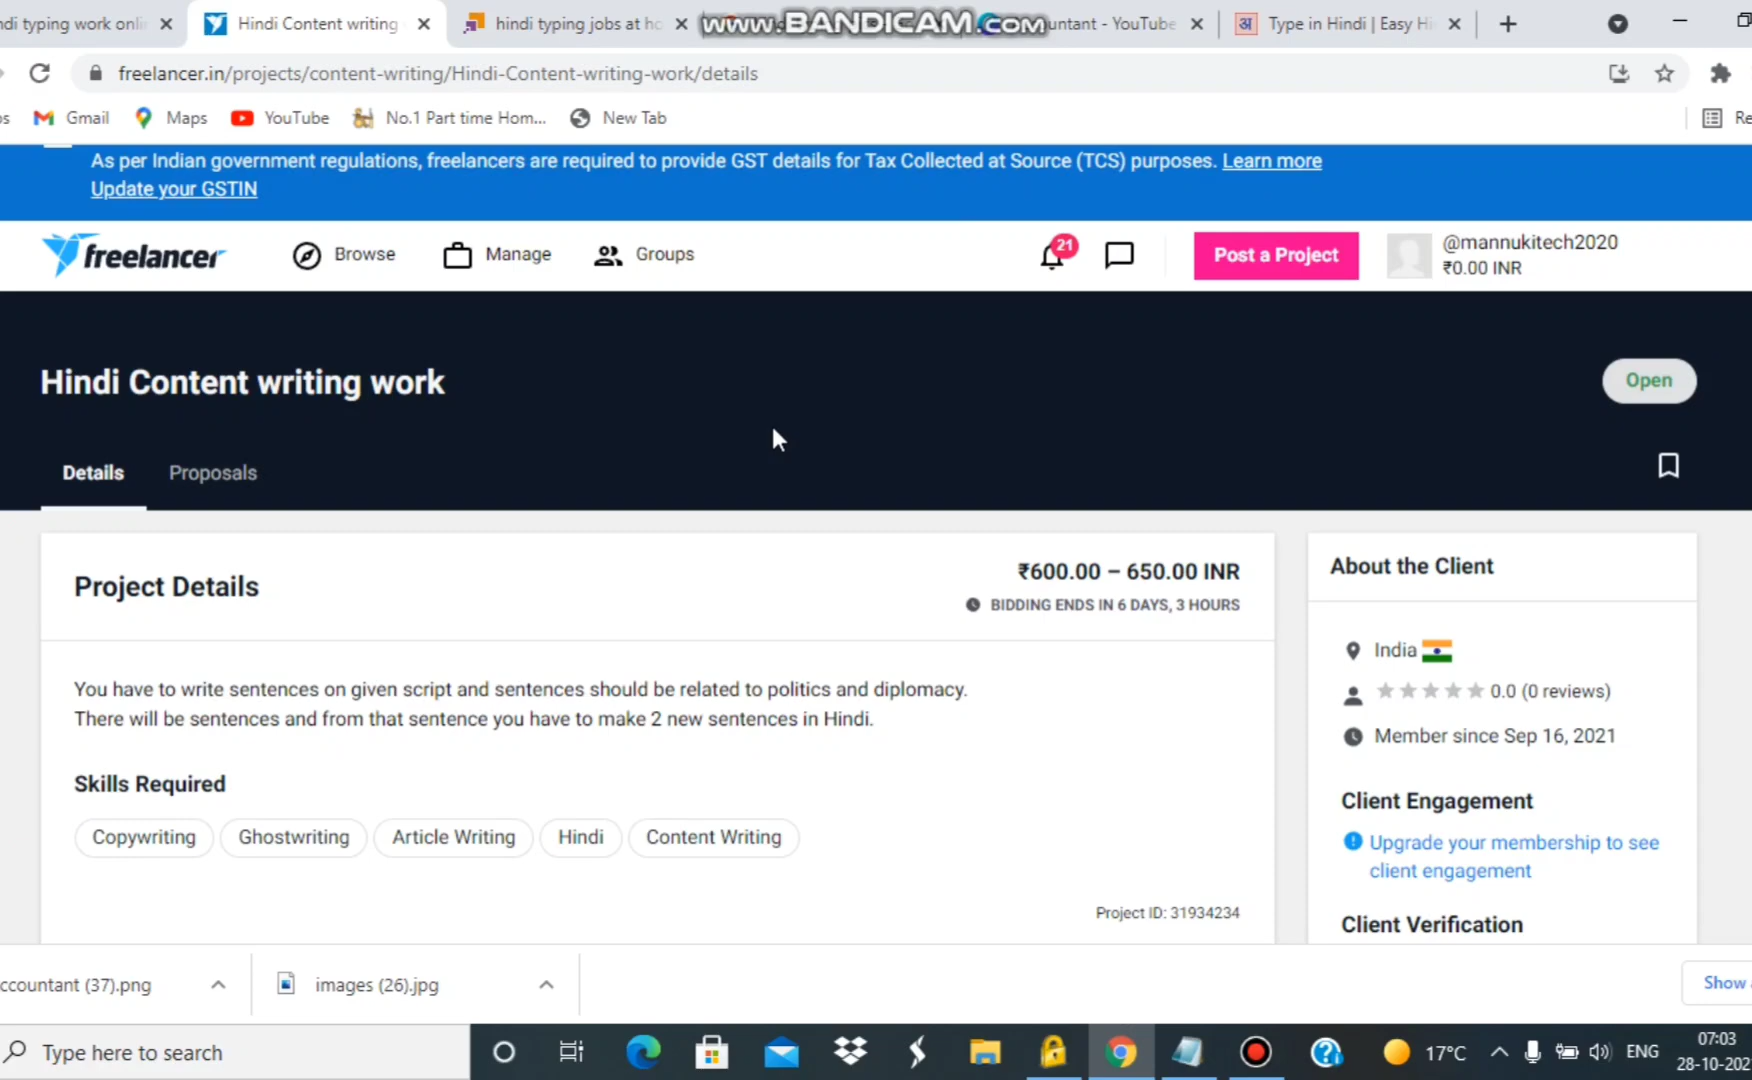 di typing work onli
Hindi Content writing
hindi typing jobs at ho
www.BANDICAM.com
untant - YouTube
अ
Type in Hindi | Easy Hi
freelancer.in/projects/content-writing/Hindi-Content-writing-work/details
Gmail
Maps
YouTube
No.1 Part time Hom...
New Tab
Re
As per Indian government regulations, freelancers are required to provide GST details for Tax Collected at Source (TCS) purposes. Learn more
Update your GSTIN
freelancer
Browse
Manage
Groups
21
Post a Project
@mannukitech2020
₹0.00 INR
Hindi Content writing work
Open
Details
Proposals
Project Details
₹600.00 – 650.00 INR
BIDDING ENDS IN 6 DAYS, 3 HOURS
You have to write sentences on given script and sentences should be related to politics and diplomacy.
There will be sentences and from that sentence you have to make 2 new sentences in Hindi.
Skills Required
Copywriting
Ghostwriting
Article Writing
Hindi
Content Writing
Project ID: 31934234
About the Client
India
0.0 (0 reviews)
Member since Sep 16, 2021
Client Engagement
Upgrade your membership to see
client engagement
Client Verification
ccountant (37).png
images (26).jpg
Show
Type here to search
17°C
ENG
07:03
28-10-202